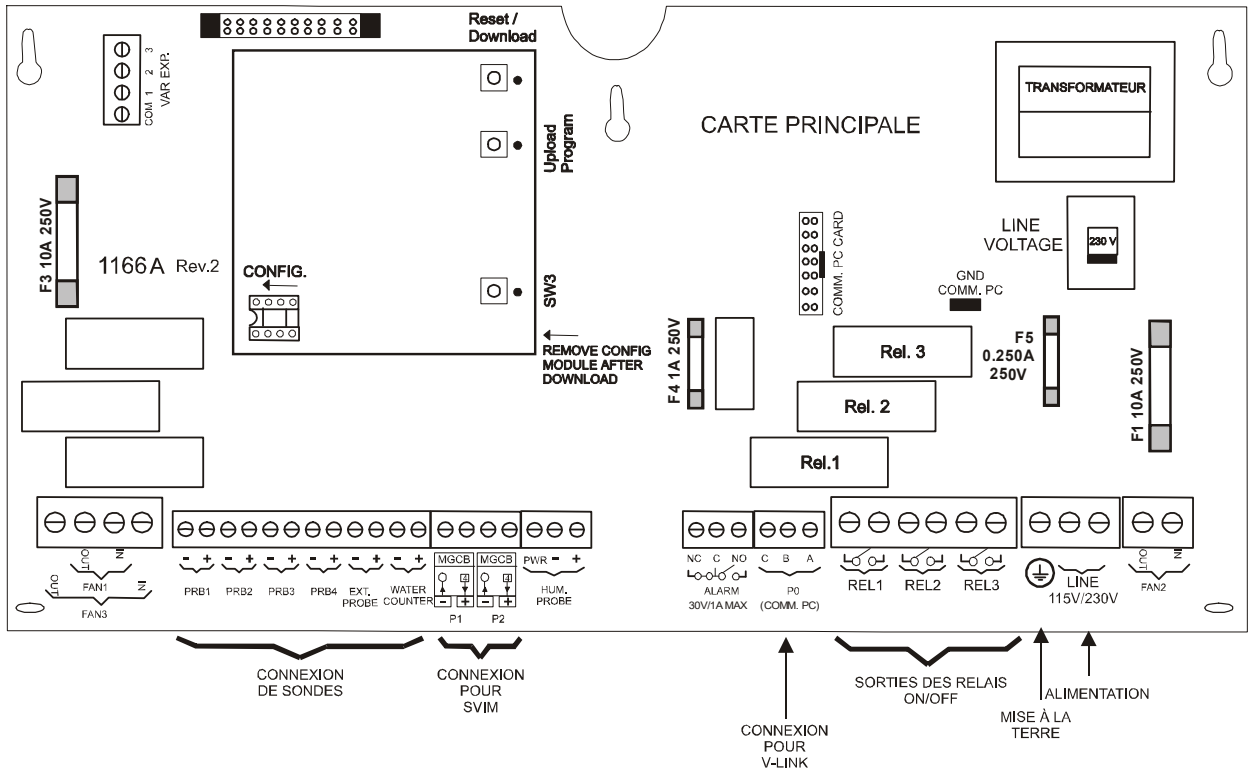 Reset /
Download
COM 1 2 3
VAR EXP.
Upload
Program
SW3
CONFIG.
REMOVE CONFIG
MODULE AFTER
DOWNLOAD
F3 10A 250V
1166A Rev.2
CARTE PRINCIPALE
TRANSFORMATEUR
LINE
VOLTAGE
230 V
COMM. PC CARD
GND
COMM. PC
F4 1A 250V
F5
0.250A
250V
F1 10A 250V
Rel. 3
Rel. 2
Rel.1
OUT IN
FAN1
OUT IN
FAN3
- + - + - + - + - + - +
PRB1 PRB2 PRB3 PRB4 EXT.
PROBE
WATER
COUNTER
MGCB MGCB
- + - +
P1 P2
PWR - +
HUM.
PROBE
NC C NO
ALARM
30V/1A MAX
C B A
P0
(COMM. PC)
REL1 REL2 REL3
LINE
115V/230V
OUT IN
FAN2
CONNEXION
DE SONDES
CONNEXION
POUR
SVIM
CONNEXION
POUR
V-LINK
SORTIES DES RELAIS
ON/OFF
MISE À LA
TERRE
ALIMENTATION